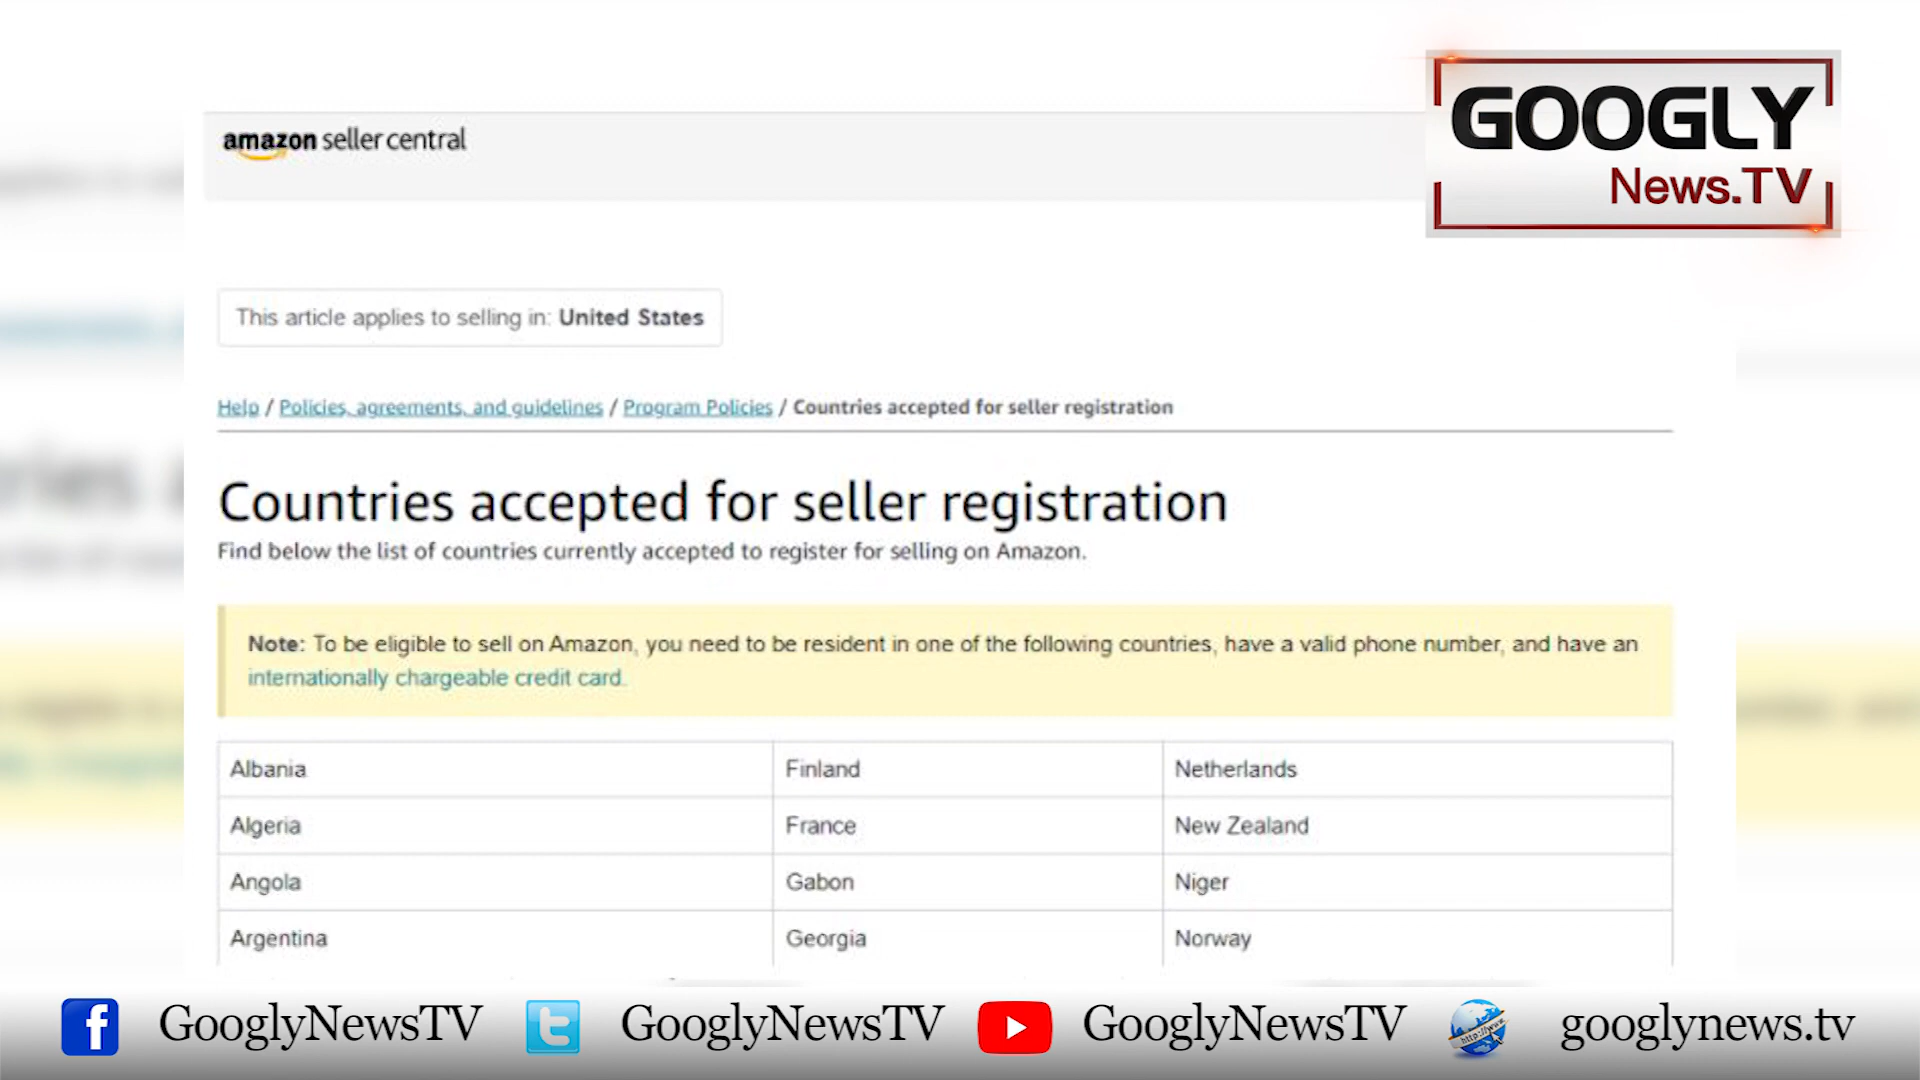 GOOGLY
News.TV
amazon seller central
This article applies to selling in: United States
Help / Policies, agreements, and guidelines / Program Policies / Countries accepted for seller registration
Countries accepted for seller registration
Find below the list of countries currently accepted to register for selling on Amazon.
Note: To be eligible to sell on Amazon, you need to be resident in one of the following countries, have a valid phone number, and have an
internationally chargeable credit card.
Albania Finland Netherlands
Algeria France New Zealand
Angola Gabon Niger
Argentina Georgia Norway
GooglyNewsTV GooglyNewsTV GooglyNewsTV http://www. googlynews.tv